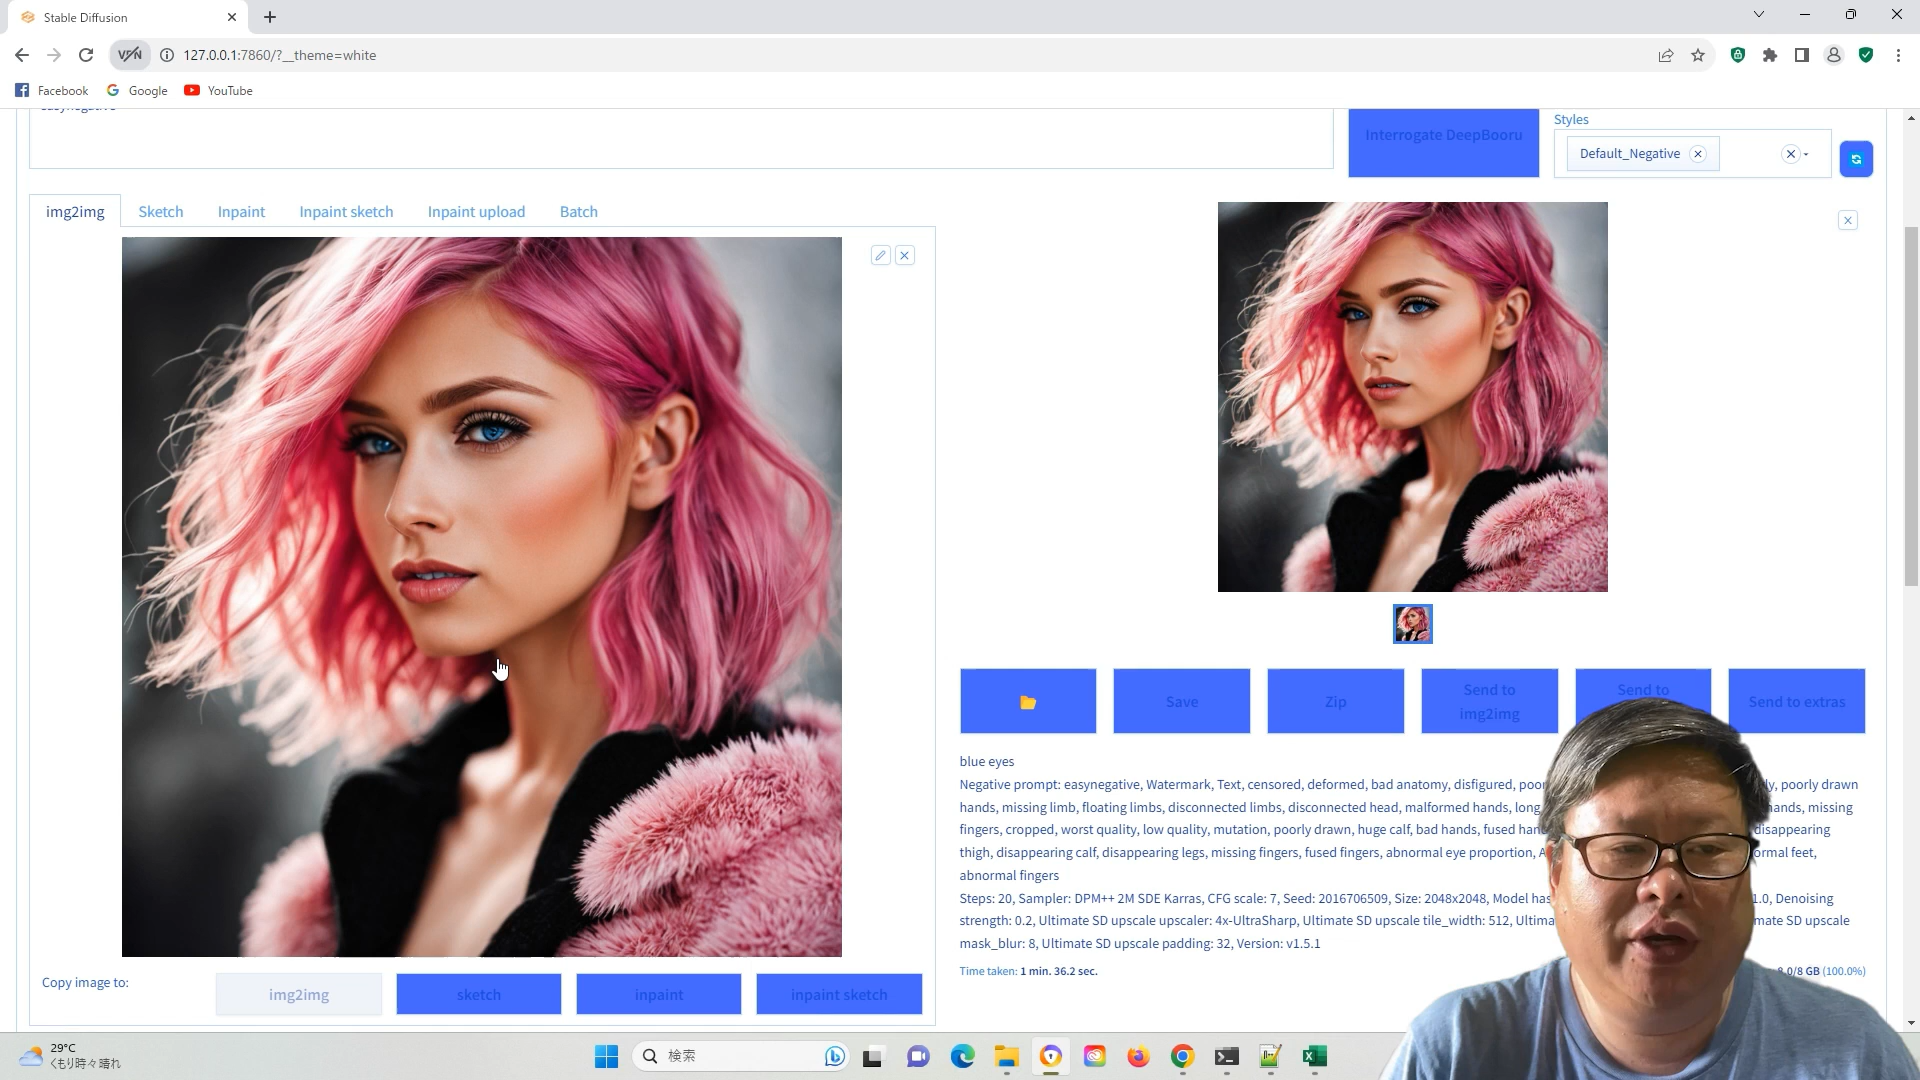 Stable Diffusion
127.0.0.1:7860/?__theme=white
VPN
Facebook Google YouTube
easynegative
Interrogate DeepBooru
Styles
Default_Negative
img2img Sketch Inpaint Inpaint sketch Inpaint upload Batch
Save
Zip
Send to img2img
Send to
Send to extras
blue eyes
Negative prompt: easynegative, Watermark, Text, censored, deformed, bad anatomy, disfigured, poor
poorly drawn
hands, missing limb, floating limbs, disconnected limbs, disconnected head, malformed hands, long
hands, missing
fingers, cropped, worst quality, low quality, mutation, poorly drawn, huge calf, bad hands, fused han
disappearing
thigh, disappearing calf, disappearing legs, missing fingers, fused fingers, abnormal eye proportion, A
ormal feet,
abnormal fingers
Steps: 20, Sampler: DPM++ 2M SDE Karras, CFG scale: 7, Seed: 2016706509, Size: 2048x2048, Model has
1.0, Denoising
strength: 0.2, Ultimate SD upscale upscaler: 4x-UltraSharp, Ultimate SD upscale tile_width: 512, Ultima
mate SD upscale
mask_blur: 8, Ultimate SD upscale padding: 32, Version: v1.5.1
Time taken: 1 min. 36.2 sec.
8.0/8 GB (100.0%)
Copy image to:
img2img
sketch
inpaint
inpaint sketch
29°C
くもり時々晴れ
検索